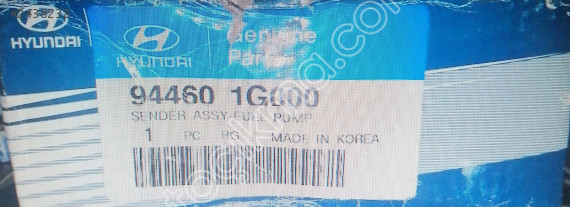 HYUNDAI
HYUNDAI
Genuine
Parts
94460 1G000
SENDER ASSY-FUEL PUMP
1 PC PG MADE IN KOREA